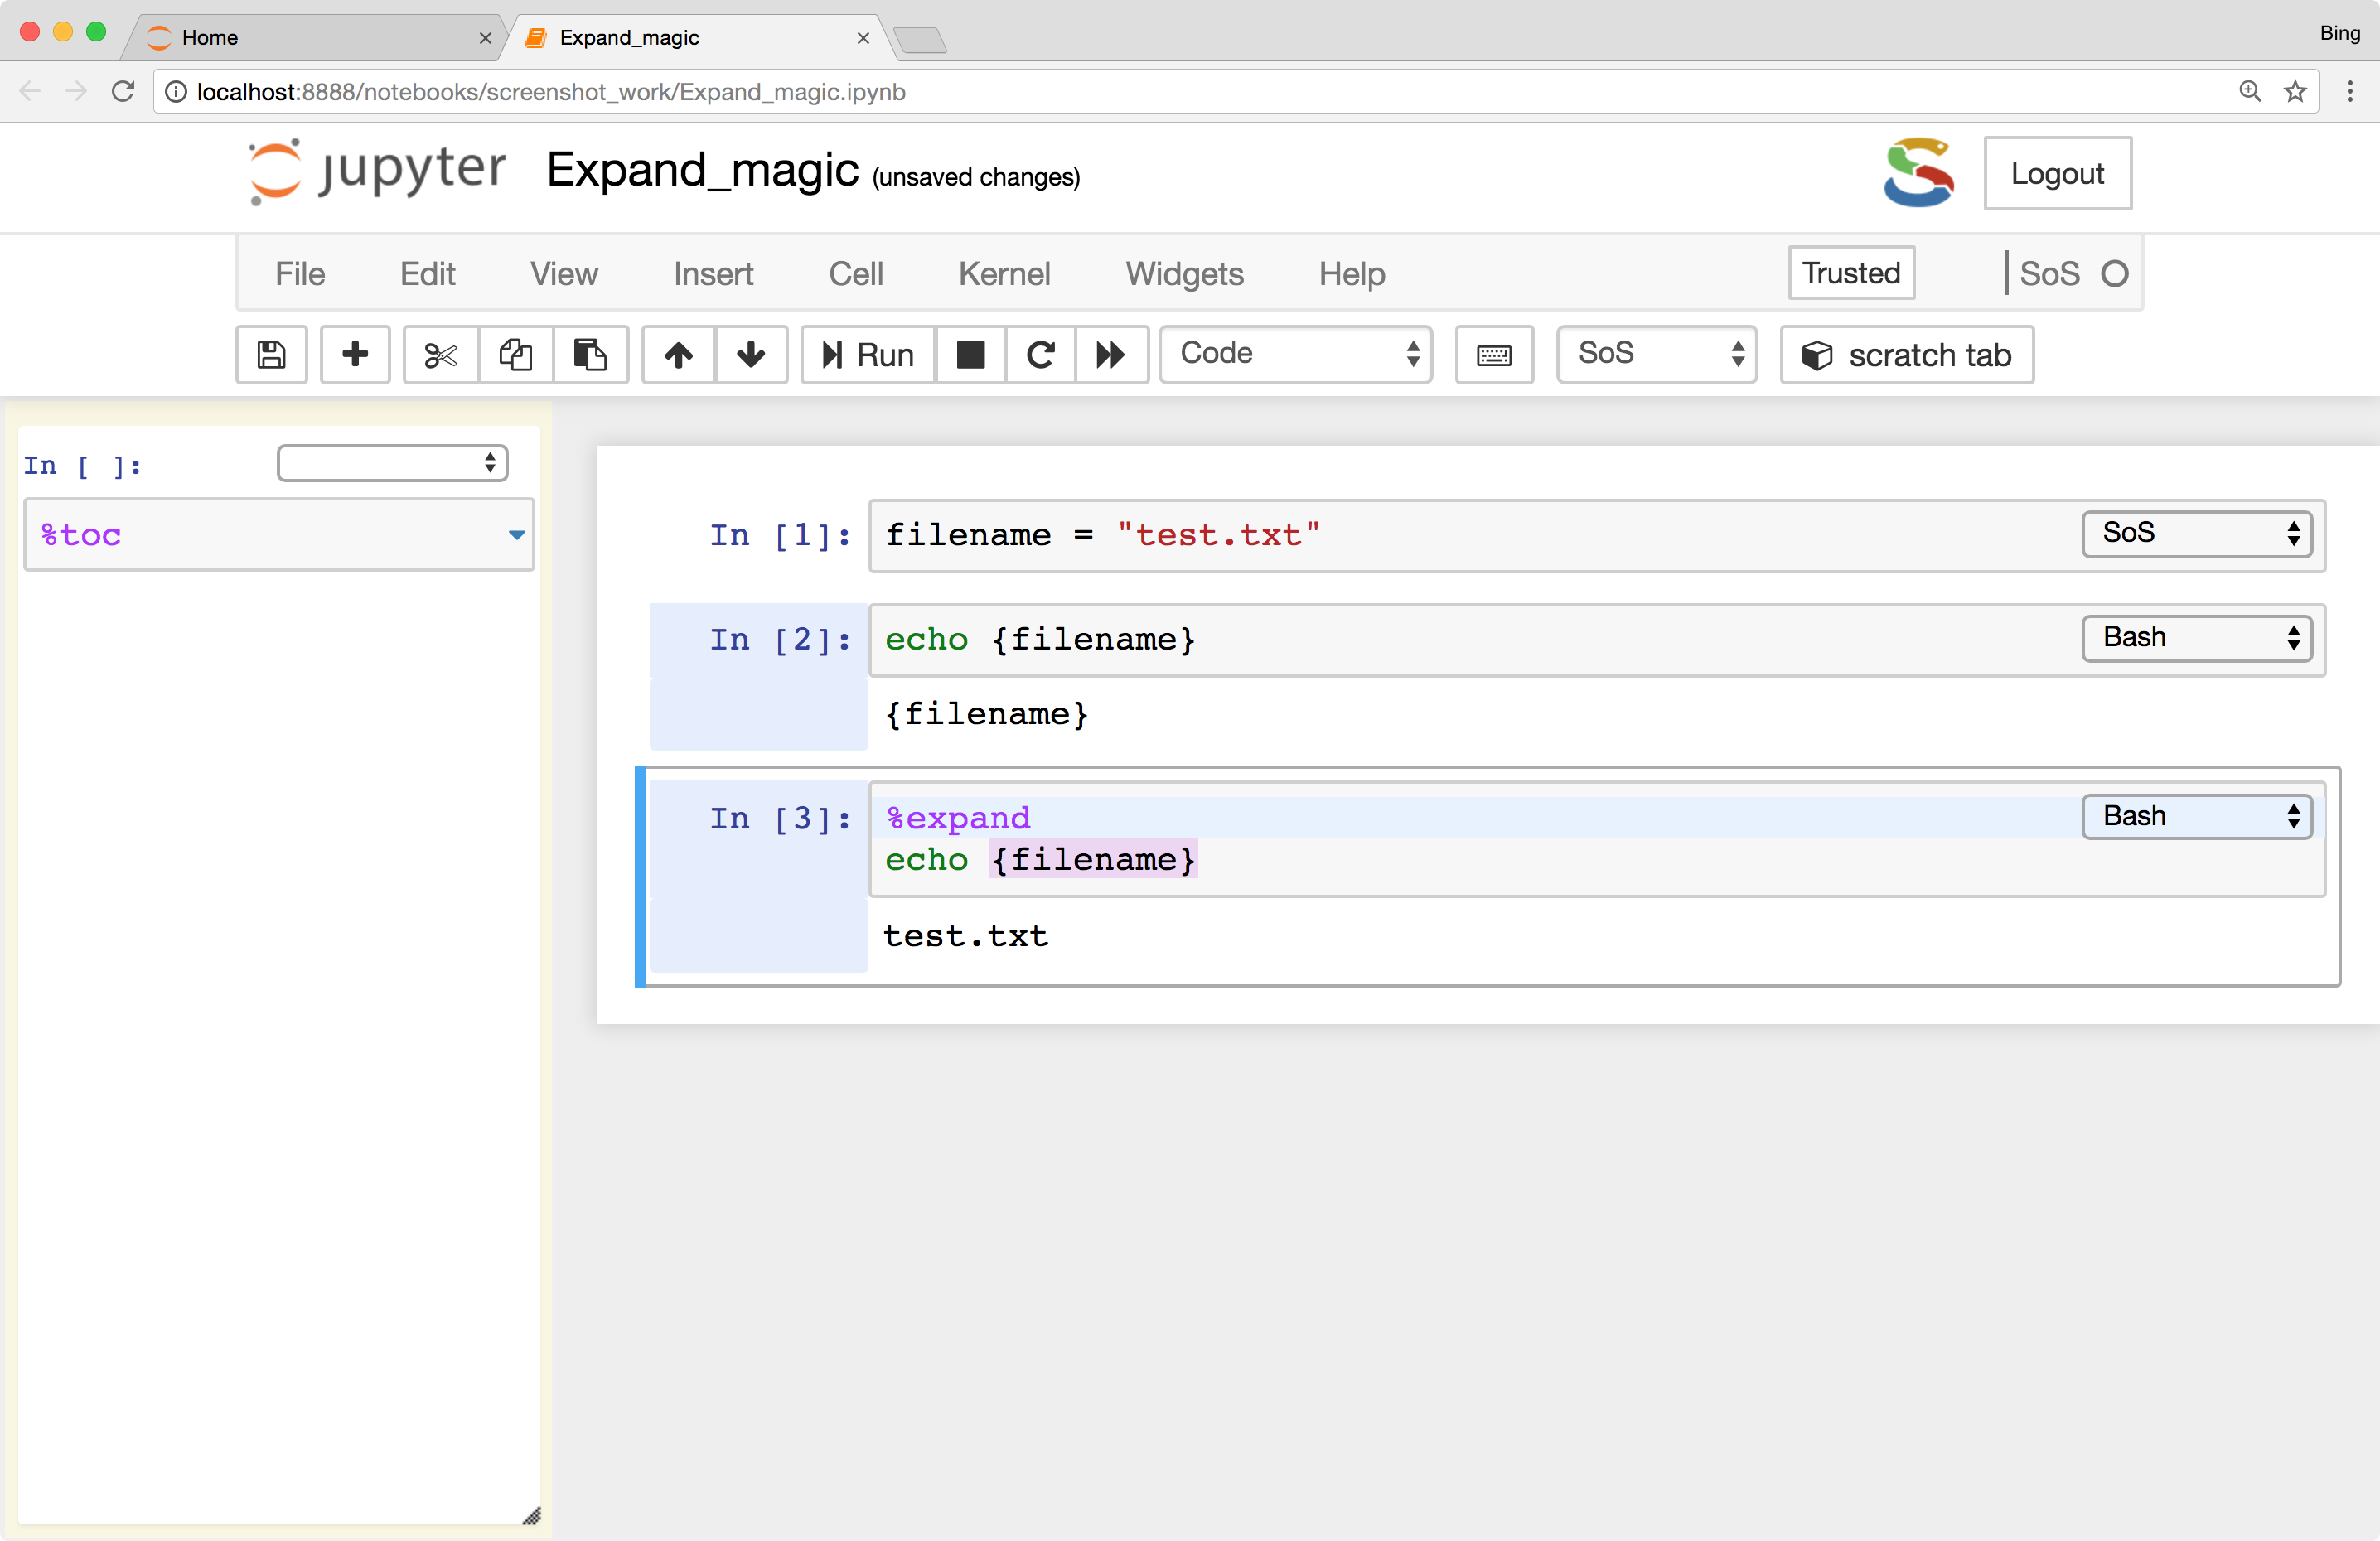 Home
Expand_magic
Bing
localhost:8888/notebooks/screenshot_work/Expand_magic.ipynb
jupyter Expand_magic (unsaved changes)
Logout
File Edit View Insert Cell Kernel Widgets Help Trusted SoS
Run Code SoS scratch tab
In [ ]:
%toc
In [1]: filename = "test.txt" SoS
In [2]: echo {filename} Bash
{filename}
In [3]: %expand Bash
echo {filename}
test.txt